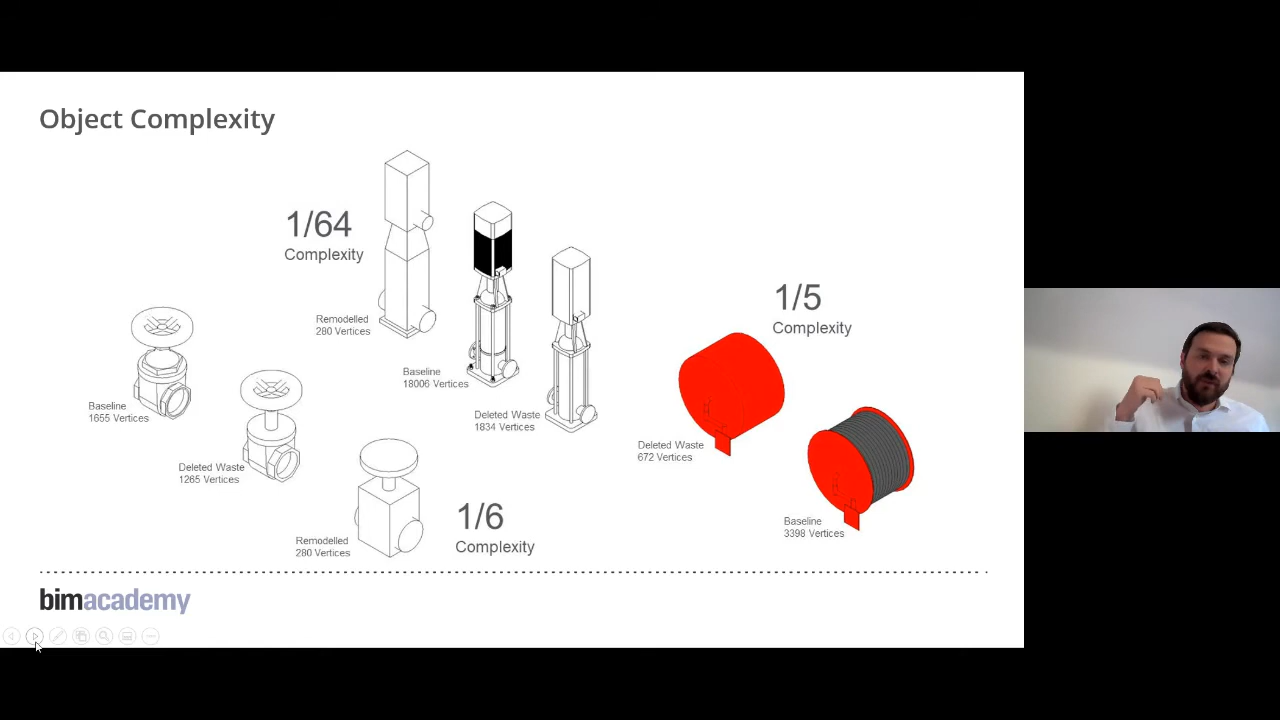 Object Complexity
1/64
Complexity
Remodelled
280 Vertices
Baseline
18006 Vertices
Deleted Waste
1834 Vertices
1/5
Complexity
Baseline
1655 Vertices
Deleted Waste
1265 Vertices
Remodelled
280 Vertices
1/6
Complexity
Deleted Waste
672 Vertices
Baseline
3398 Vertices
bimacademy